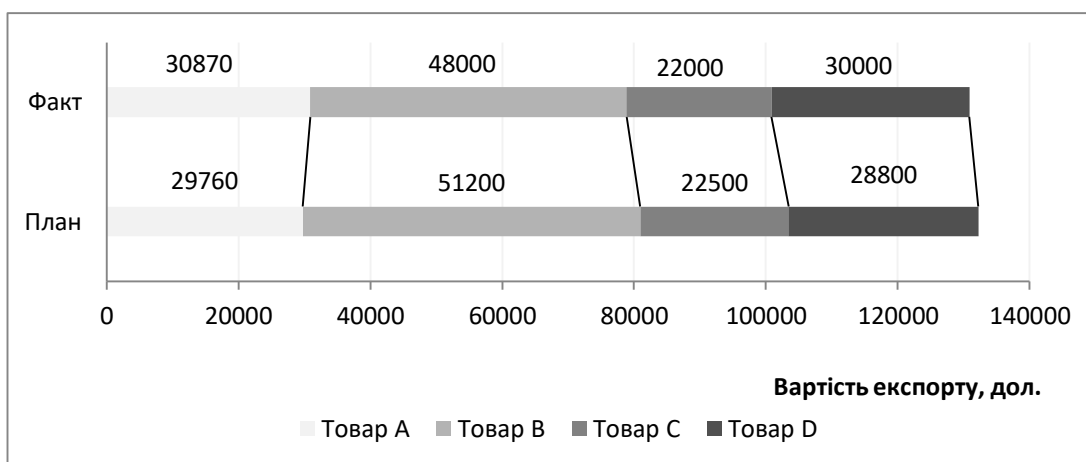 30870 48000 22000 30000
Факт
29760 51200 22500 28800
План
0 20000 40000 60000 80000 100000 120000 140000
Вартість експорту, дол.
Товар А Товар В Товар С Товар D